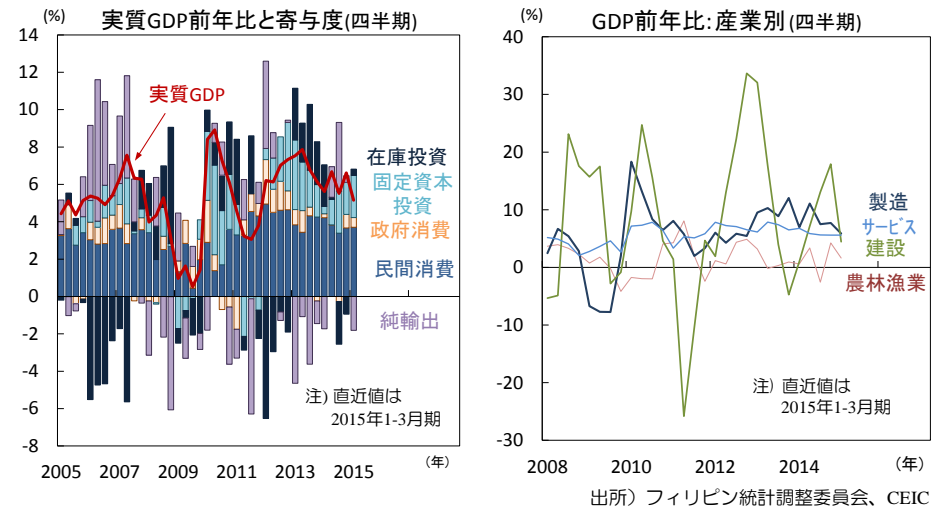 実質GDP前年比と寄与度(四半期)
(%)
14
12
10
8
6
4
2
0
-2
-4
-6
-8
実質GDP
在庫投資
固定資本
投資
政府消費
民間消費
純輸出
注) 直近値は
2015年1-3月期
2005 2007 2009 2011 2013 2015
(年)
GDP前年比:産業別(四半期)
(%)
40
30
20
10
0
-10
-20
-30
製造
サービス
建設
農林漁業
注) 直近値は
2015年1-3月期
2008 2010 2012 2014
(年)
出所）フィリピン統計調整委員会、CEIC